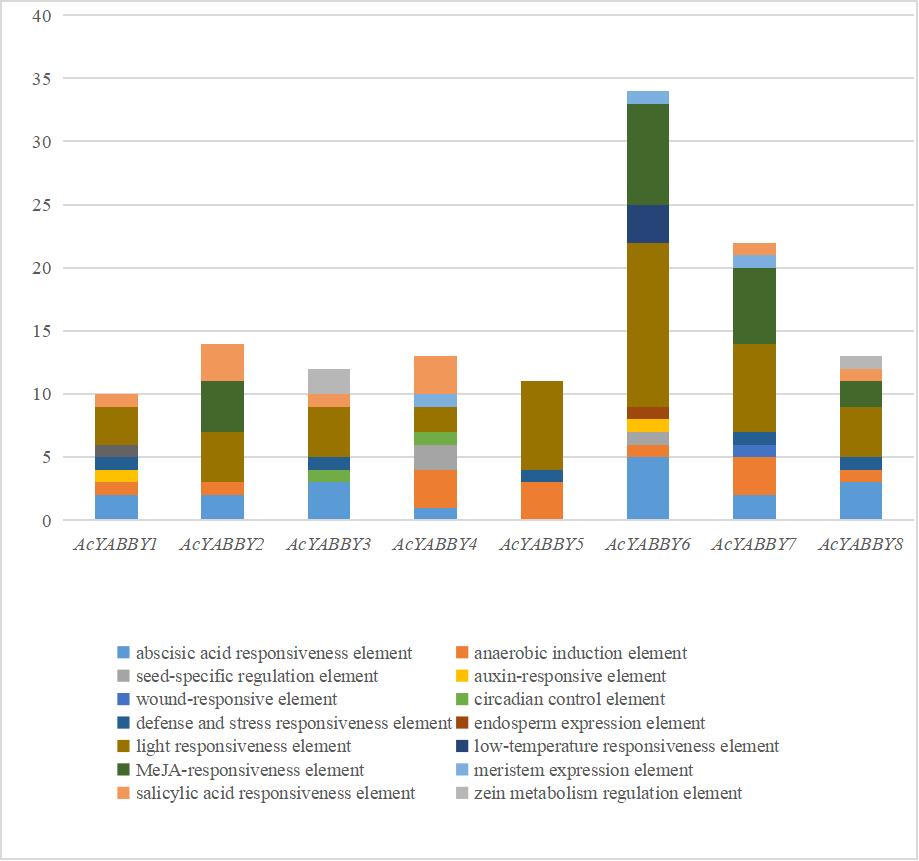 40
35
30
25
20
15
10
5
0
AcYABBY1 AcYABBY2 AcYABBY3 AcYABBY4 AcYABBY5 AcYABBY6 AcYABBY7 AcYABBY8
abscisic acid responsiveness element anaerobic induction element
seed-specific regulation element auxin-responsive element
wound-responsive element circadian control element
defense and stress responsiveness element endosperm expression element
light responsiveness element low-temperature responsiveness element
MeJA-responsiveness element meristem expression element
salicylic acid responsiveness element zein metabolism regulation element